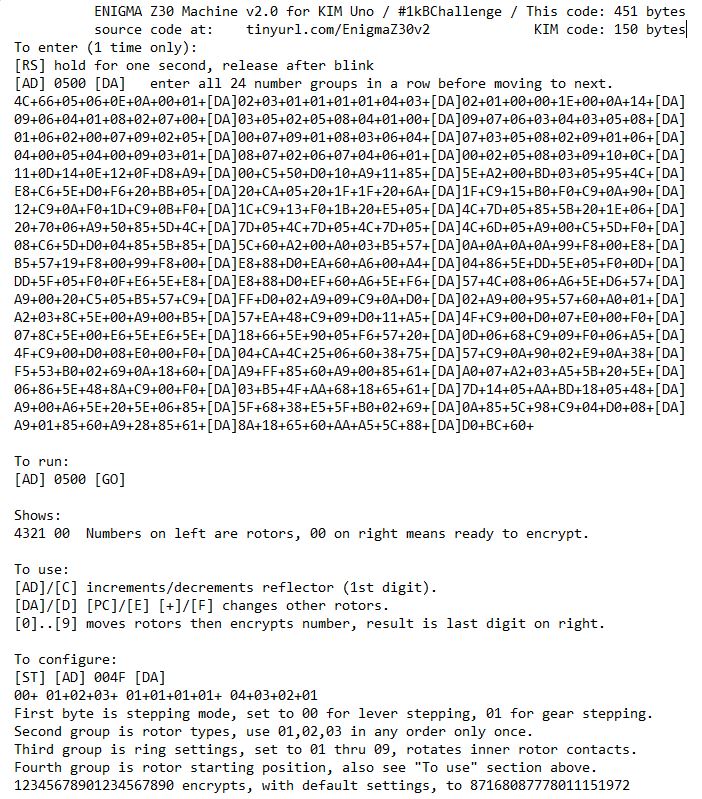 ENIGMA Z30 Machine v2.0 for KIM Uno / #1kBChallenge / This code: 451 bytes
source code at:    tinyurl.com/EnigmaZ30v2    KIM code: 150 bytes
To enter (1 time only):
[RS] hold for one second, release after blink
[AD] 0500 [DA]   enter all 24 number groups in a row before moving to next.
4C+66+05+06+0E+0A+00+01+[DA]02+03+01+01+01+01+04+03+[DA]02+01+00+00+1E+00+0A+14+[DA]
09+06+04+01+08+02+07+00+[DA]03+05+02+05+08+04+01+00+[DA]09+07+06+03+04+03+05+08+[DA]
01+06+02+00+07+09+02+05+[DA]00+07+09+01+08+03+06+04+[DA]07+03+05+08+02+09+01+06+[DA]
04+00+05+04+00+09+03+01+[DA]08+07+02+06+07+04+06+01+[DA]00+02+05+08+03+09+10+0C+[DA]
11+0D+14+0E+12+0F+D8+A9+[DA]00+C5+50+D0+10+A9+11+85+[DA]5E+A2+00+BD+03+05+95+4C+[DA]
E8+C6+5E+D0+F6+20+BB+05+[DA]20+CA+05+20+1F+1F+20+6A+[DA]1F+C9+15+B0+F0+C9+0A+90+[DA]
12+C9+0A+F0+1D+C9+0B+F0+[DA]1C+C9+13+F0+1B+20+E5+05+[DA]4C+7D+05+85+5B+20+1E+06+[DA]
20+70+06+A9+50+85+5D+4C+[DA]7D+05+4C+7D+05+4C+7D+05+[DA]4C+6D+05+A9+00+C5+5D+F0+[DA]
08+C6+5D+D0+04+85+5B+85+[DA]5C+60+A2+00+A0+03+B5+57+[DA]0A+0A+0A+0A+99+F8+00+E8+[DA]
B5+57+19+F8+00+99+F8+00+[DA]E8+88+D0+EA+60+A6+00+A4+[DA]04+86+5E+DD+5E+05+F0+0D+[DA]
DD+5F+05+F0+0F+E6+5E+E8+[DA]E8+88+D0+EF+60+A6+5E+F6+[DA]57+4C+08+06+A6+5E+D6+57+[DA]
A9+00+20+C5+05+B5+57+C9+[DA]FF+D0+02+A9+09+C9+0A+D0+[DA]02+A9+00+95+57+60+A0+01+[DA]
A2+03+8C+5E+00+A9+00+B5+[DA]57+EA+48+C9+09+D0+11+A5+[DA]4F+C9+00+D0+07+E0+00+F0+[DA]
07+8C+5E+00+E6+5E+E6+5E+[DA]18+66+5E+90+05+F6+57+20+[DA]0D+06+68+C9+09+F0+06+A5+[DA]
4F+C9+00+D0+08+E0+00+F0+[DA]04+CA+4C+25+06+60+38+75+[DA]57+C9+0A+90+02+E9+0A+38+[DA]
F5+53+B0+02+69+0A+18+60+[DA]A9+FF+85+60+A9+00+85+61+[DA]A0+07+A2+03+A5+5B+20+5E+[DA]
06+86+5E+48+8A+C9+00+F0+[DA]03+B5+4F+AA+68+18+65+61+[DA]7D+14+05+AA+BD+18+05+48+[DA]
A9+00+A6+5E+20+5E+06+85+[DA]5F+68+38+E5+5F+B0+02+69+[DA]0A+85+5C+98+C9+04+D0+08+[DA]
A9+01+85+60+A9+28+85+61+[DA]8A+18+65+60+AA+A5+5C+88+[DA]D0+BC+60+
To run:
[AD] 0500 [GO]
Shows:
4321 00  Numbers on left are rotors, 00 on right means ready to encrypt.
To use:
[AD]/[C] increments/decrements reflector (1st digit).
[DA]/[D] [PC]/[E] [+]/[F] changes other rotors.
[0]..[9] moves rotors then encrypts number, result is last digit on right.
To configure:
[ST] [AD] 004F [DA]
00+ 01+02+03+ 01+01+01+01+ 04+03+02+01
First byte is stepping mode, set to 00 for lever stepping, 01 for gear stepping.
Second group is rotor types, use 01,02,03 in any order only once.
Third group is ring settings, set to 01 thru 09, rotates inner rotor contacts.
Fourth group is rotor starting position, also see "To use" section above.
12345678901234567890 encrypts, with default settings, to 87168087778011151972